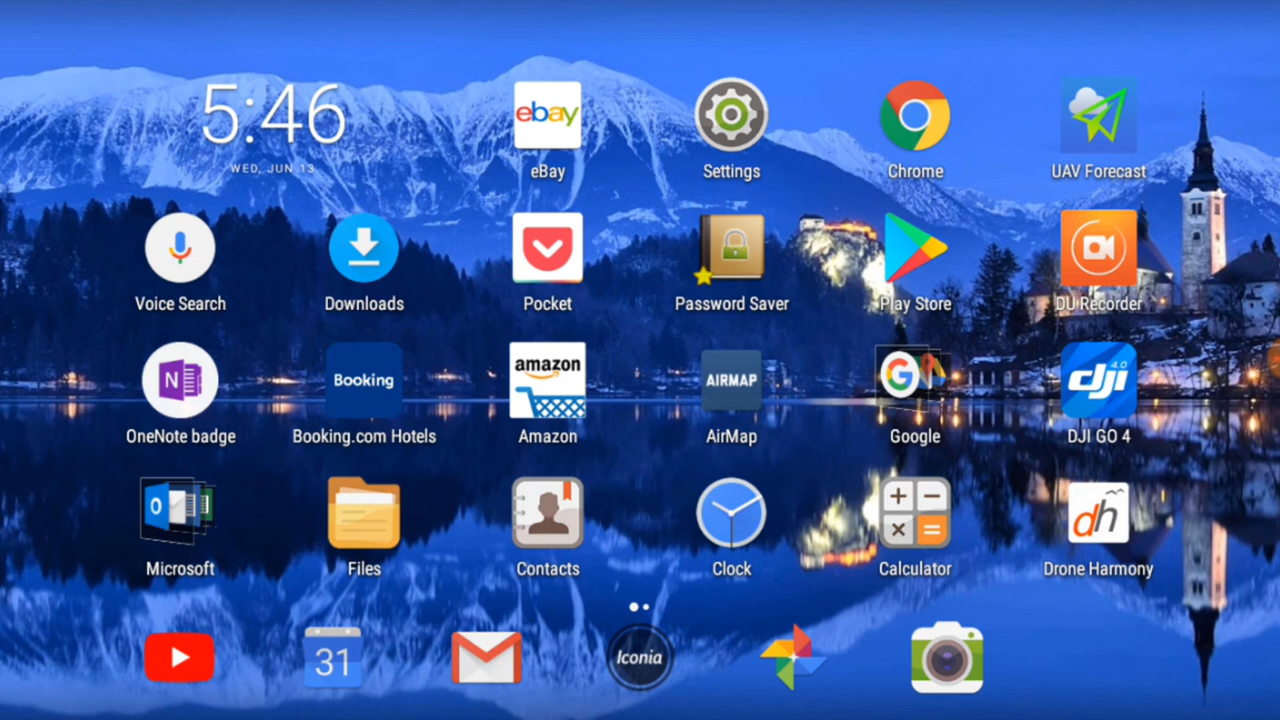 5:46
WED, JUN 13
ebay
eBay
Settings
Chrome
UAV Forecast
Voice Search
Downloads
Pocket
Password Saver
Play Store
DU Recorder
N
Booking
amazon
AIRMAP
G
dji 4.0
OneNote badge
Booking.com Hotels
Amazon
AirMap
Google
DJI GO 4
O
dh
Microsoft
Files
Contacts
Clock
Calculator
Drone Harmony
31
Iconia